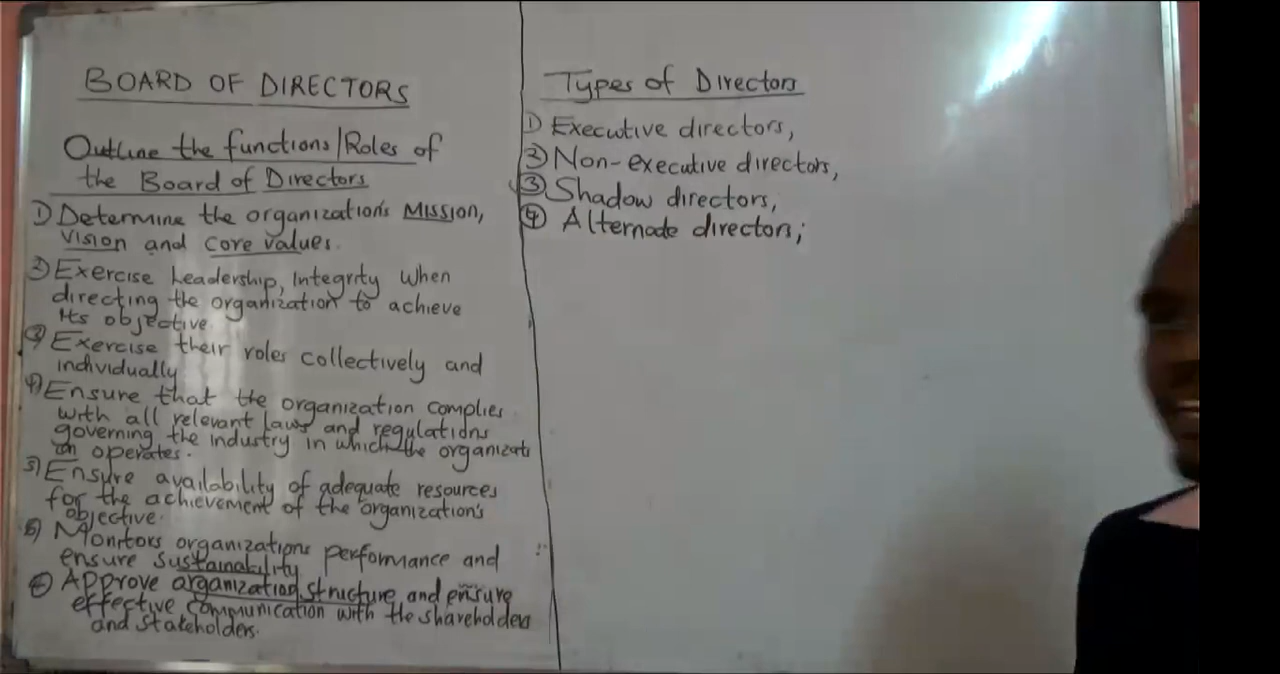 BOARD OF DIRECTORS
Outline the functions/Roles of
the Board of Directors
1) Determine the organization's Mission,
Vision and core values.
2) Exercise Leadership, Integrity when
directing the organization to achieve
its objective.
3) Exercise their roles collectively and
individually
4) Ensure that the organization complies
with all relevant laws and regulations
governing the industry in which the organizati
on operates.
5) Ensure availability of adequate resources
for the achievement of the organization's
objective.
6) Monitors organizations performance and
ensure sustainability
Approve organization structure and ensure
effective communication with the shareholders
and stakeholders.
Types of Directors
① Executive directors,
② Non-executive directors,
③ Shadow directors,
④ Alternate directors;